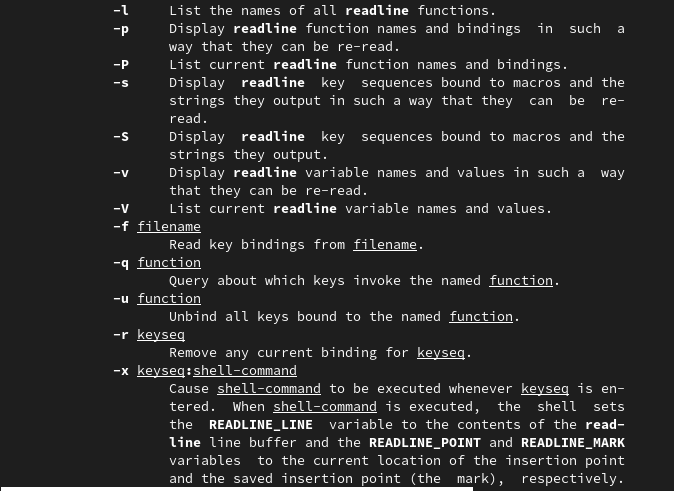 -l List the names of all readline functions.
-p Display readline function names and bindings in such a
way that they can be re-read.
-P List current readline function names and bindings.
-s Display readline key sequences bound to macros and the
strings they output in such a way that they can be re-
read.
-S Display readline key sequences bound to macros and the
strings they output.
-v Display readline variable names and values in such a way
that they can be re-read.
-V List current readline variable names and values.
-f filename
Read key bindings from filename.
-q function
Query about which keys invoke the named function.
-u function
Unbind all keys bound to the named function.
-r keyseq
Remove any current binding for keyseq.
-x keyseq:shell-command
Cause shell-command to be executed whenever keyseq is en-
tered. When shell-command is executed, the shell sets
the READLINE_LINE variable to the contents of the read-
line line buffer and the READLINE_POINT and READLINE_MARK
variables to the current location of the insertion point
and the saved insertion point (the mark), respectively.